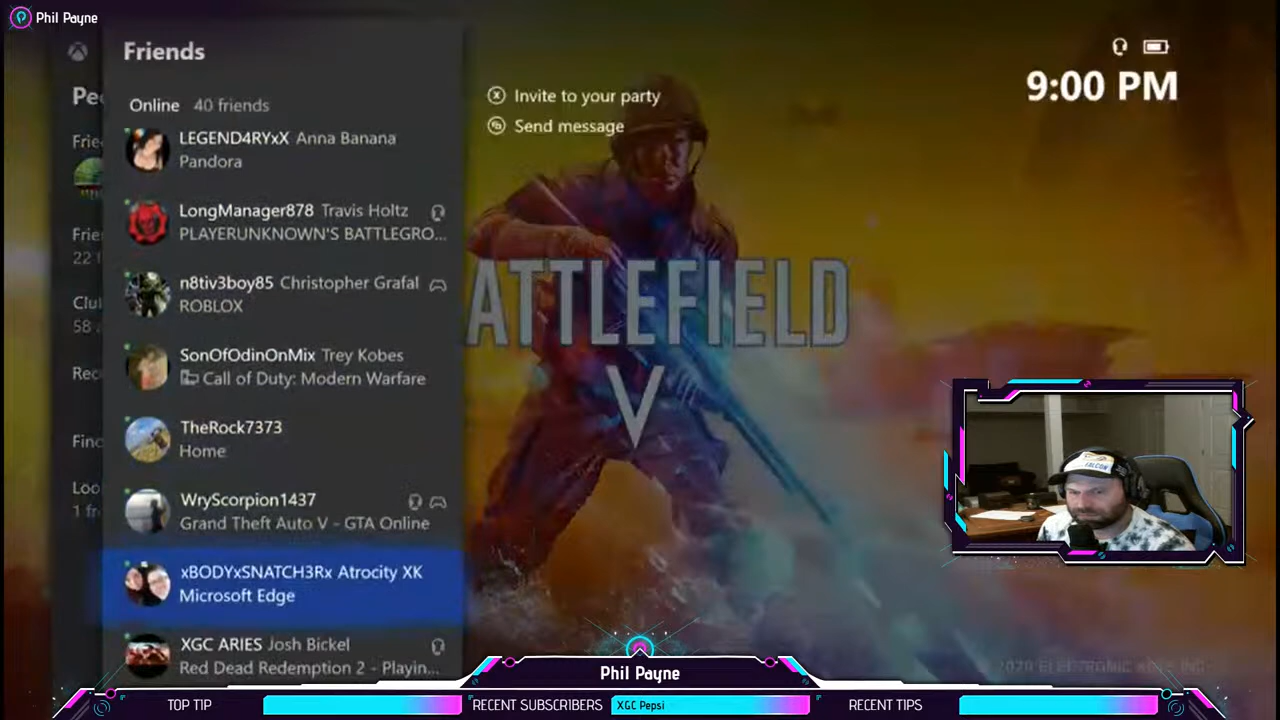 Phil Payne
Friends
Online 40 friends
LEGEND4RYxX Anna Banana
Pandora
LongManager878 Travis Holtz
PLAYERUNKNOWN'S BATTLEGRO...
n8tiv3boy85 Christopher Grafal
ROBLOX
SonOfOdinOnMix Trey Kobes
Call of Duty: Modern Warfare
TheRock7373
Home
WryScorpion1437
Grand Theft Auto V - GTA Online
xBODYxSNATCH3Rx Atrocity XK
Microsoft Edge
XGC ARIES Josh Bickel
Red Dead Redemption 2 - Playin...
Invite to your party
Send message
9:00 PM
ATTLEFIELD
V
FALCON
Phil Payne
TOP TIP
RECENT SUBSCRIBERS
XGC Pepsi
RECENT TIPS